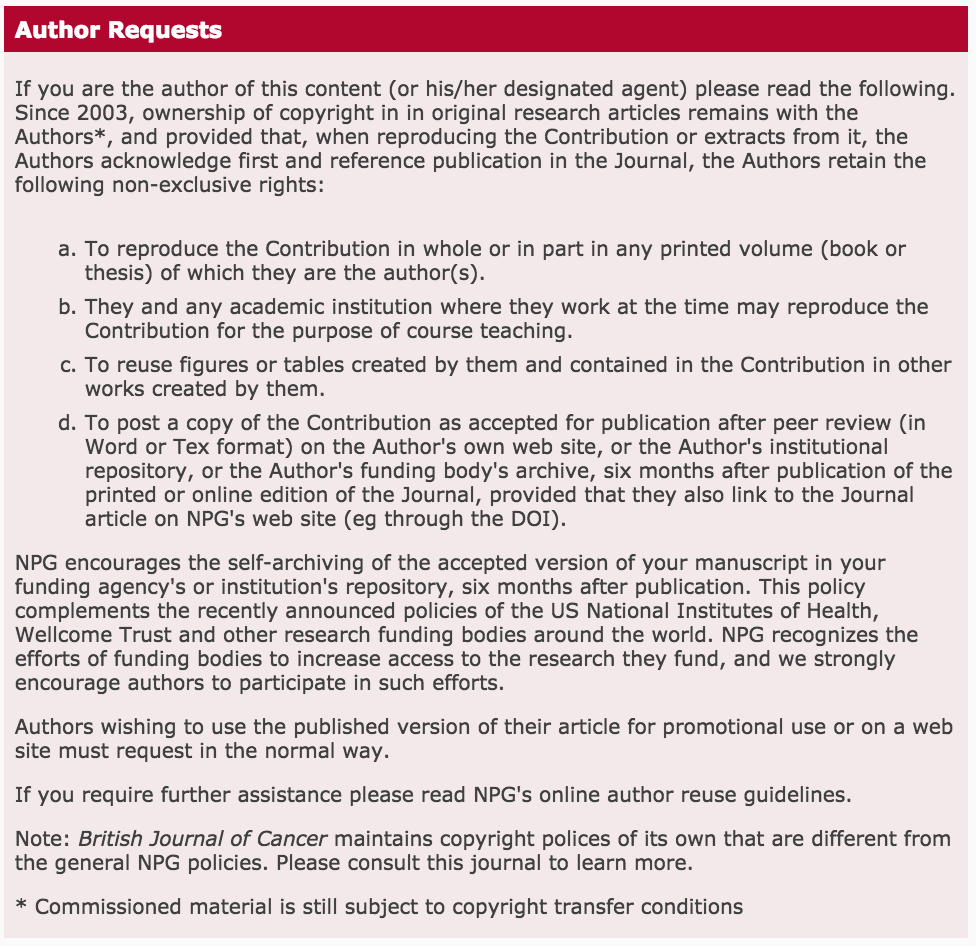 Author Requests
If you are the author of this content (or his/her designated agent) please read the following.
Since 2003, ownership of copyright in in original research articles remains with the
Authors*, and provided that, when reproducing the Contribution or extracts from it, the
Authors acknowledge first and reference publication in the Journal, the Authors retain the
following non-exclusive rights:
a. To reproduce the Contribution in whole or in part in any printed volume (book or
thesis) of which they are the author(s).
b. They and any academic institution where they work at the time may reproduce the
Contribution for the purpose of course teaching.
c. To reuse figures or tables created by them and contained in the Contribution in other
works created by them.
d. To post a copy of the Contribution as accepted for publication after peer review (in
Word or Tex format) on the Author's own web site, or the Author's institutional
repository, or the Author's funding body's archive, six months after publication of the
printed or online edition of the Journal, provided that they also link to the Journal
article on NPG's web site (eg through the DOI).
NPG encourages the self-archiving of the accepted version of your manuscript in your
funding agency's or institution's repository, six months after publication. This policy
complements the recently announced policies of the US National Institutes of Health,
Wellcome Trust and other research funding bodies around the world. NPG recognizes the
efforts of funding bodies to increase access to the research they fund, and we strongly
encourage authors to participate in such efforts.
Authors wishing to use the published version of their article for promotional use or on a web
site must request in the normal way.
If you require further assistance please read NPG's online author reuse guidelines.
Note: British Journal of Cancer maintains copyright polices of its own that are different from
the general NPG policies. Please consult this journal to learn more.
* Commissioned material is still subject to copyright transfer conditions